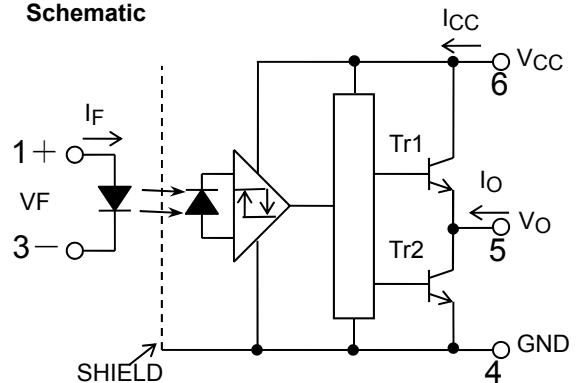 Schematic
ICC
VCC
6
IF
1+
VF
3−
Tr1
IO
VO
5
Tr2
SHIELD
GND
4